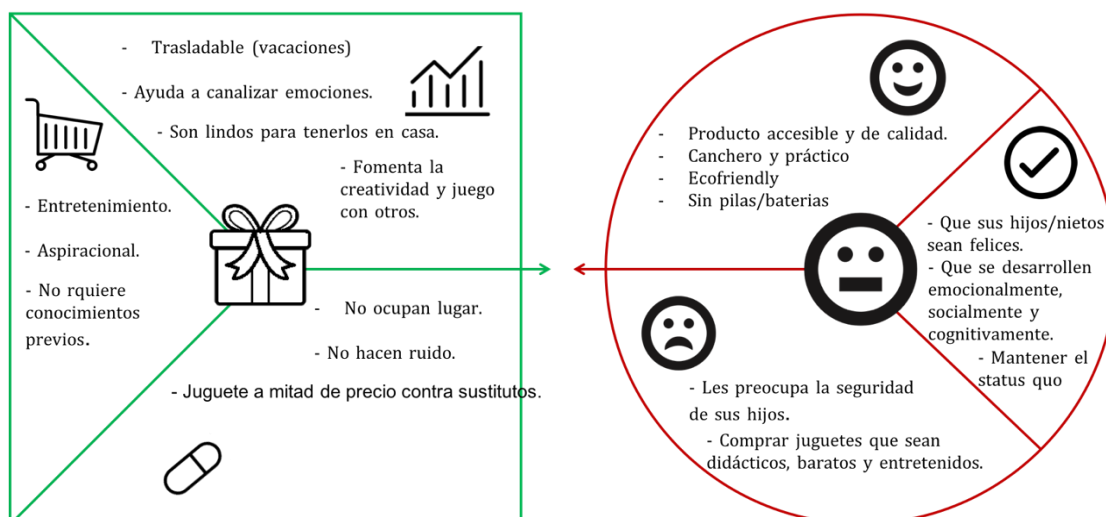 - Trasladable (vacaciones)
- Ayuda a canalizar emociones.
- Son lindos para tenerlos en casa.
- Fomenta la
creatividad y juego
con otros.
- Entretenimiento.
- Aspiracional.
- No rquiere
conocimientos
previos.
- No ocupan lugar.
- No hacen ruido.
- Juguete a mitad de precio contra sustitutos.
- Producto accesible y de calidad.
- Canchero y práctico
- Ecofriendly
- Sin pilas/baterias
- Que sus hijos/nietos
sean felices.
- Que se desarrollen
emocionalmente,
socialmente y
cognitivamente.
- Mantener el
status quo
- Les preocupa la seguridad
de sus hijos.
- Comprar juguetes que sean
didácticos, baratos y entretenidos.